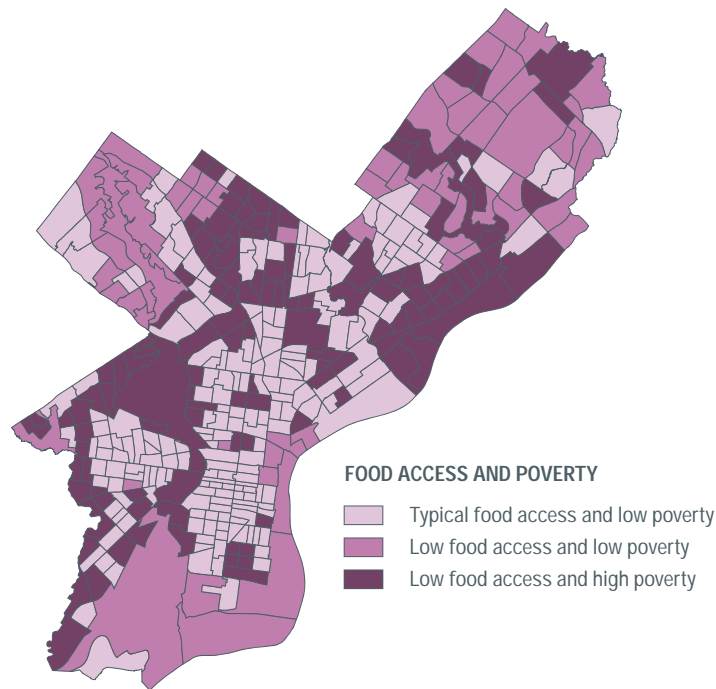 FOOD ACCESS AND POVERTY
Typical food access and low poverty
Low food access and low poverty
Low food access and high poverty